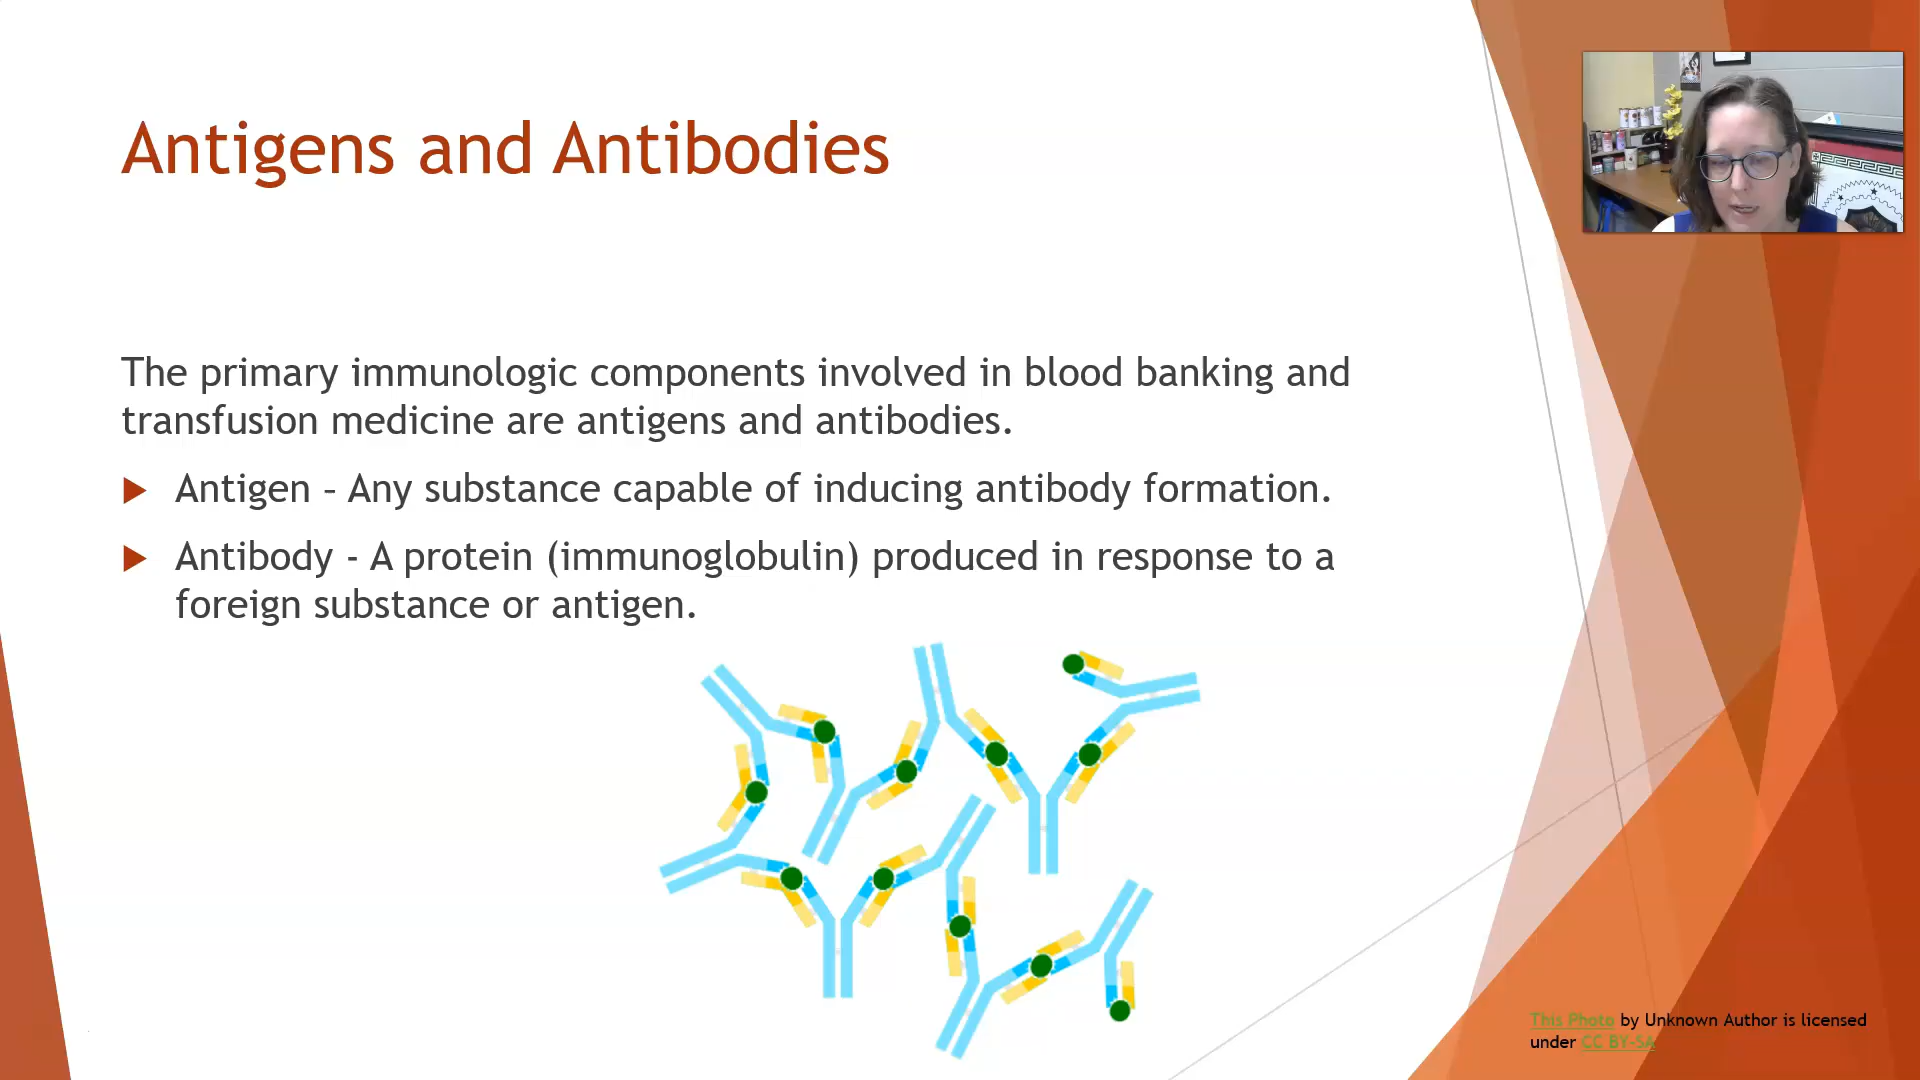 Antigens and Antibodies
The primary immunologic components involved in blood banking and
transfusion medicine are antigens and antibodies.
Antigen – Any substance capable of inducing antibody formation.
Antibody - A protein (immunoglobulin) produced in response to a
foreign substance or antigen.
This Photo by Unknown Author is licensed
under CC BY-SA